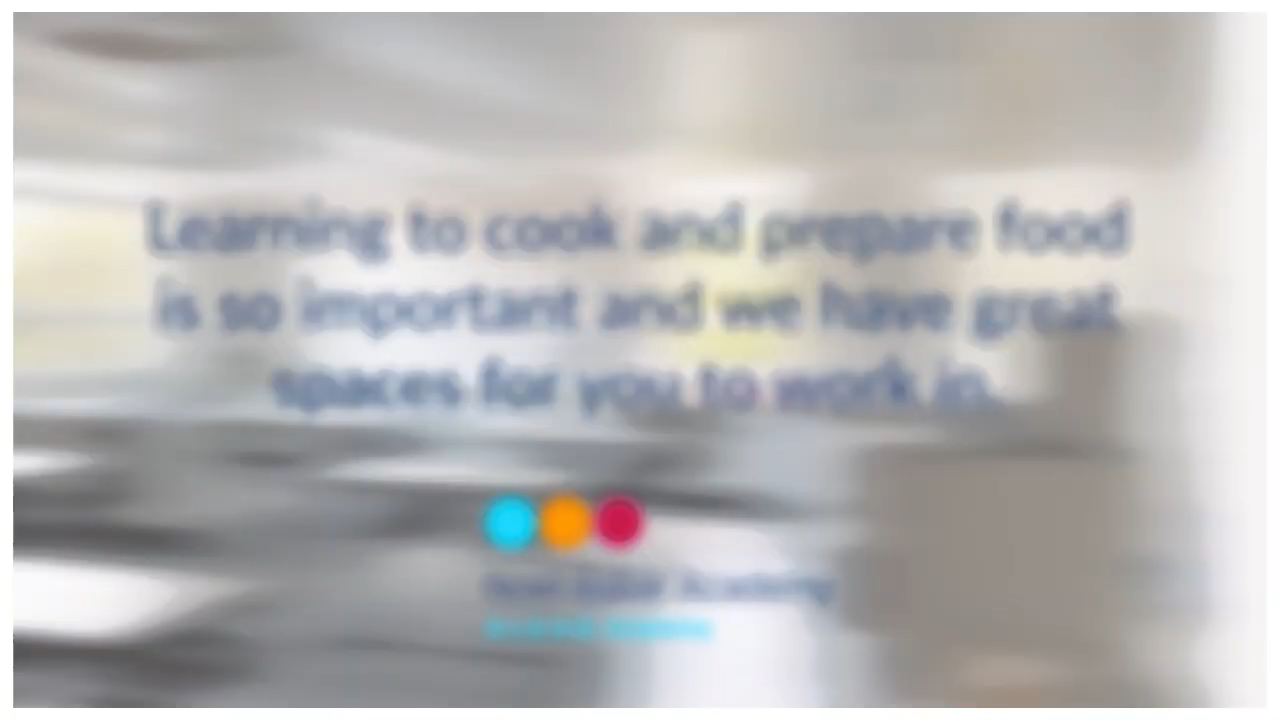 Learning to cook and prepare food
is so important and we have great
spaces for you to work in.
Academy